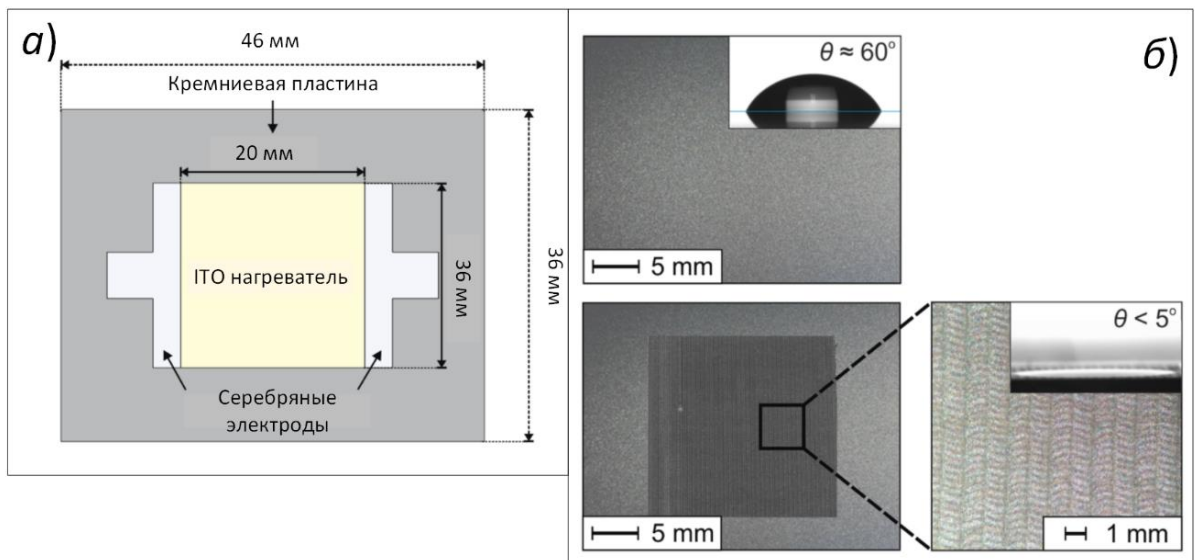 а)
46 мм
Кремниевая пластина
20 мм
ITO нагреватель
36 мм
36 мм
Серебряные
электроды
б)
θ ≈ 60°
5 mm
5 mm
θ < 5°
1 mm